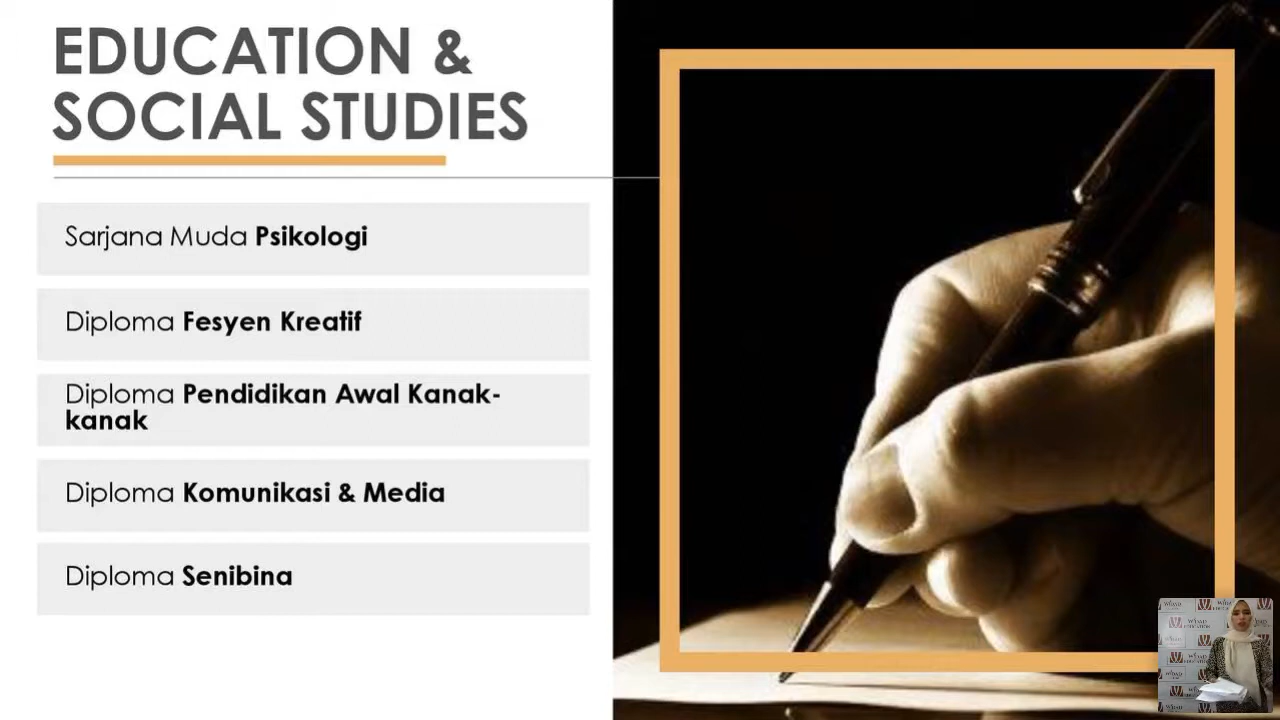 EDUCATION &
SOCIAL STUDIES
Sarjana Muda Psikologi
Diploma Fesyen Kreatif
Diploma Pendidikan Awal Kanak-
kanak
Diploma Komunikasi & Media
Diploma Senibina